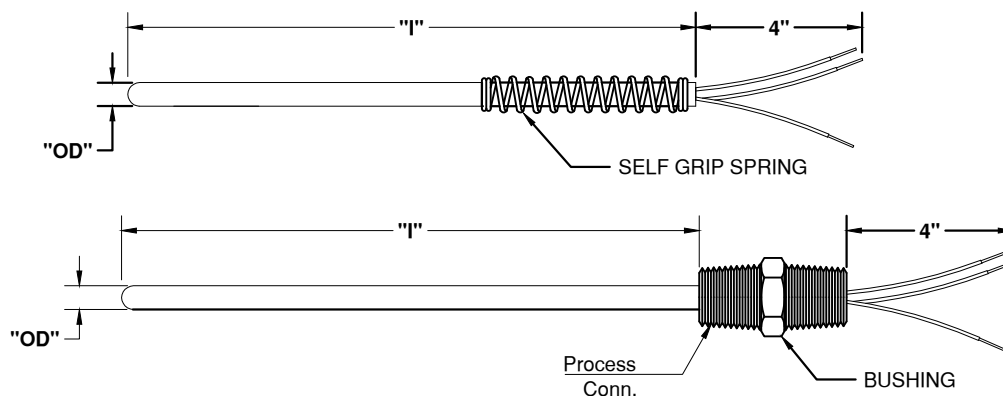 "I"
4"
"OD"
SELF GRIP SPRING
"I"
4"
"OD"
Process
Conn.
BUSHING